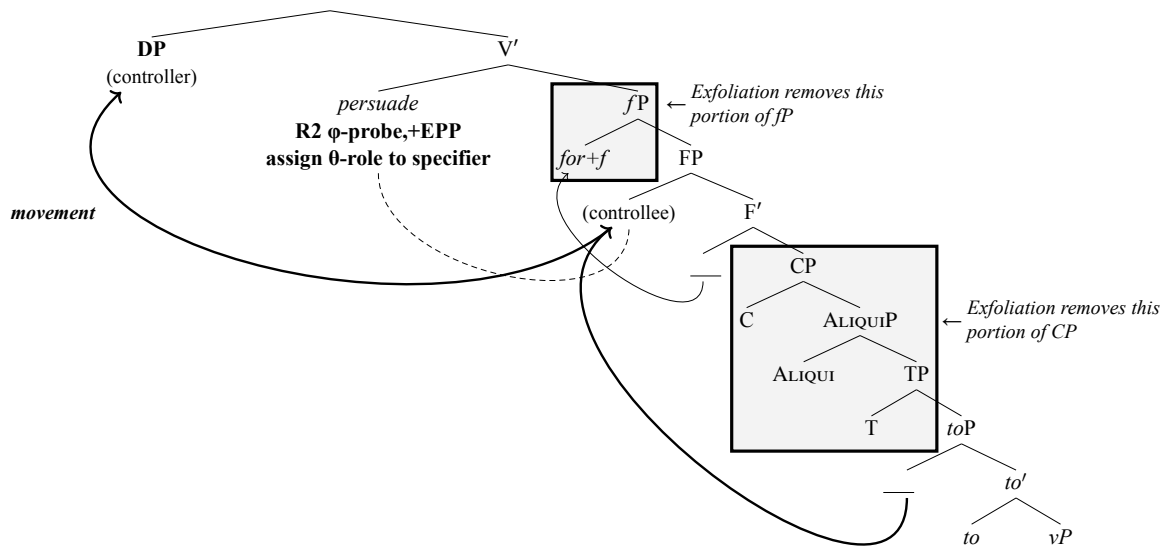 DP
(controller)
V′
persuade
R2 φ-probe,+EPP
assign θ-role to specifier
fP
← Exfoliation removes this
portion of fP
for+f
FP
movement
(controllee)
F′
CP
C
ALIQUIP
← Exfoliation removes this
portion of CP
ALIQUI
TP
T
toP
to′
to
vP